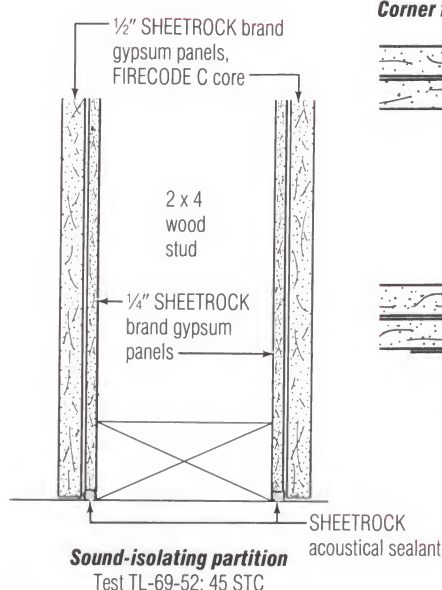 ½″ SHEETROCK brand
gypsum panels,
FIRECODE C core
2 x 4
wood
stud
¼″ SHEETROCK
brand gypsum
panels
SHEETROCK
acoustical sealant
Sound-isolating partition
Test TL-69-52: 45 STC
Corner